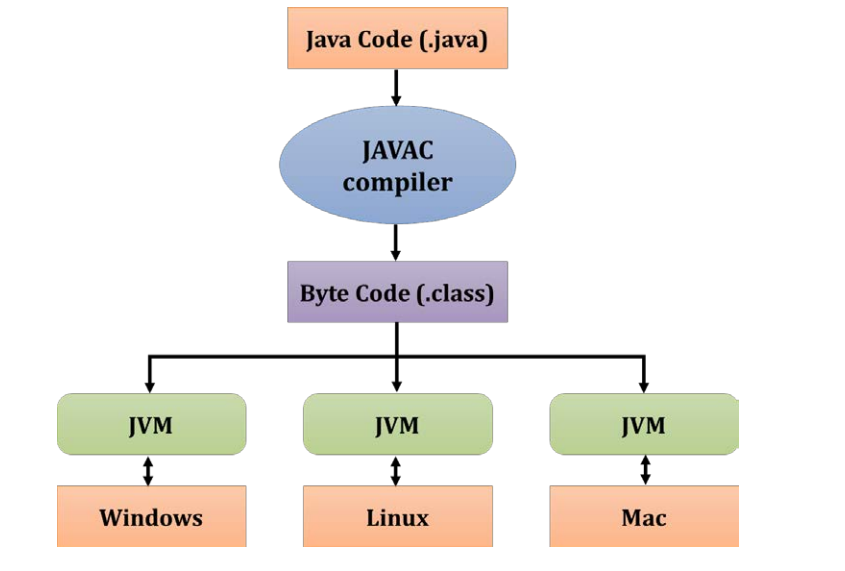 Java Code (.java)
JAVAC
compiler
Byte Code (.class)
JVM
JVM
JVM
Windows
Linux
Mac